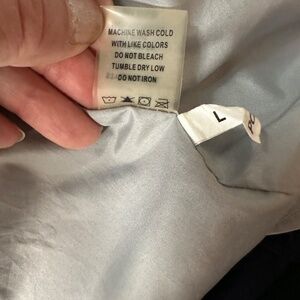 MACHINE WASH COLD
WITH LIKE COLORS
DO NOT BLEACH
TUMBLE DRY LOW
DO NOT IRON
L